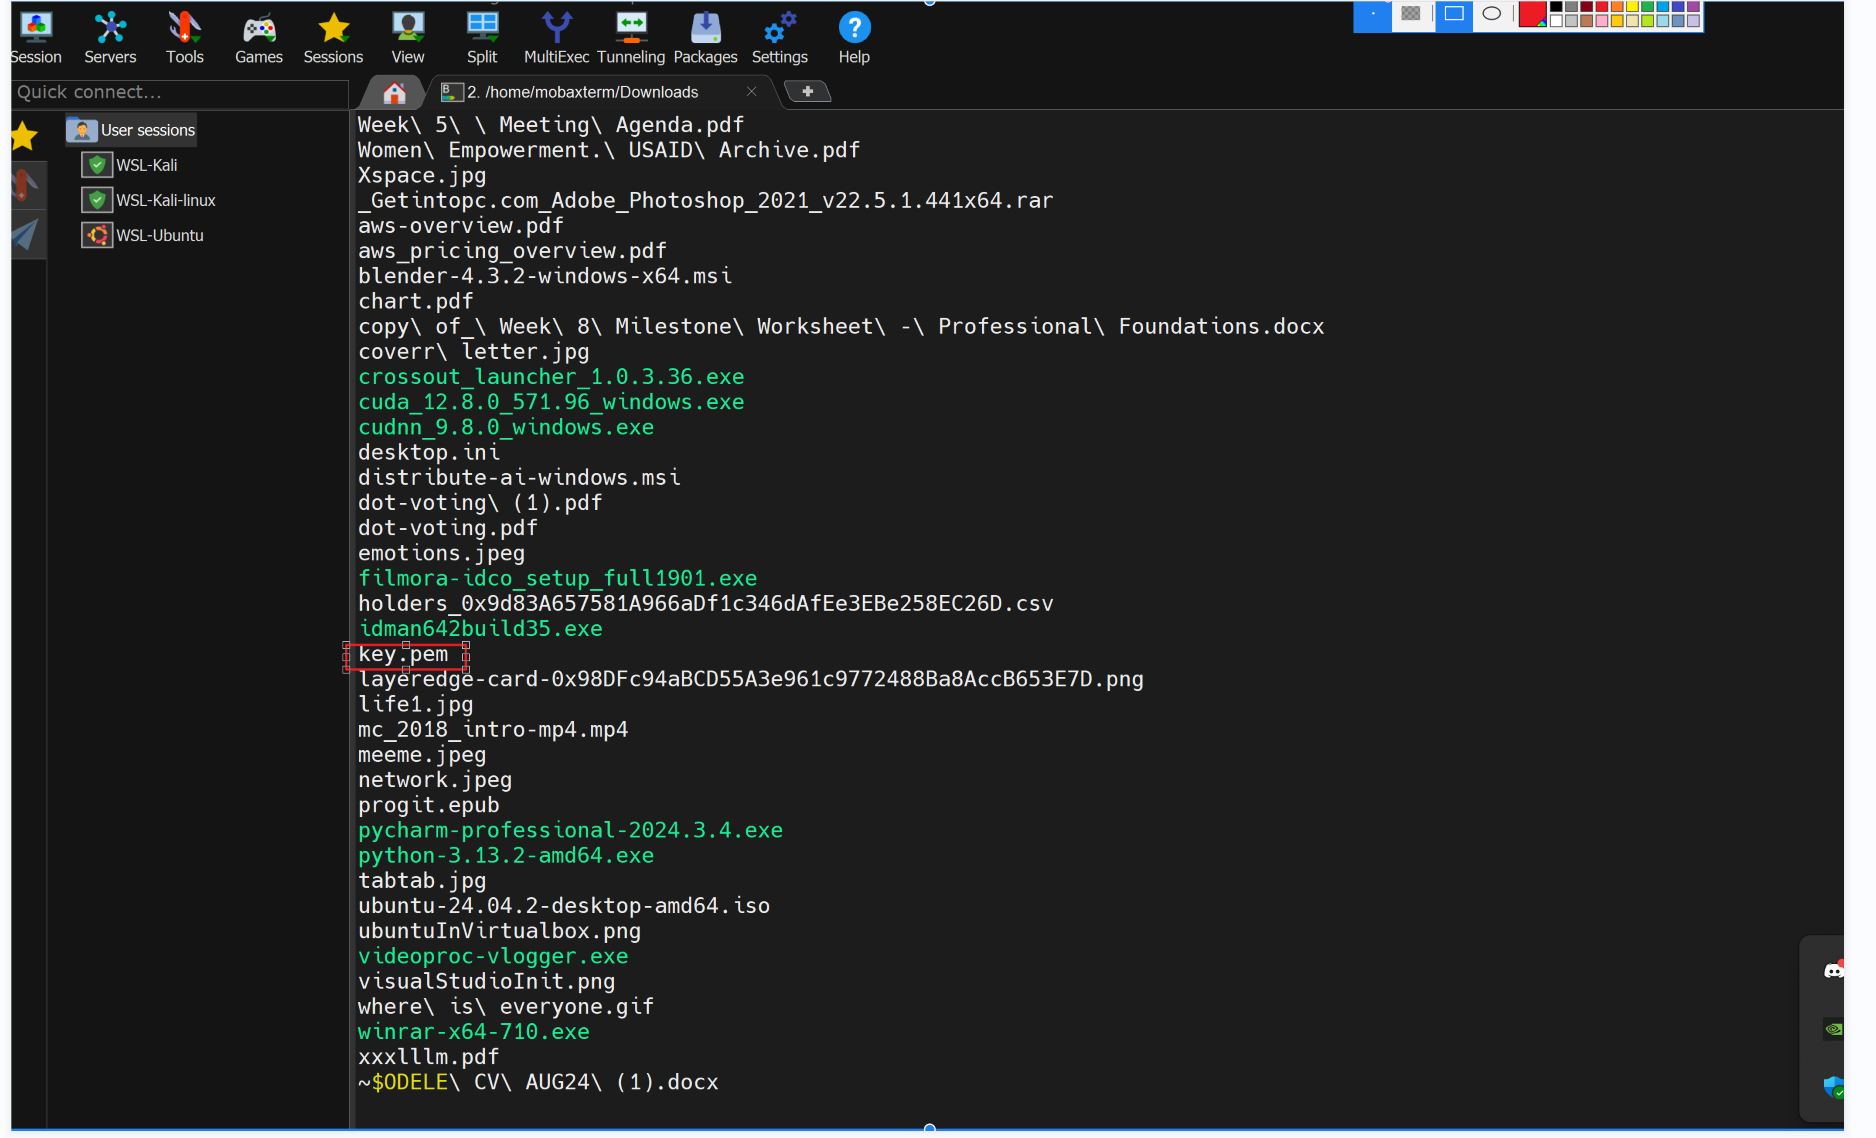 Session Servers Tools Games Sessions View Split MultiExec Tunneling Packages Settings Help
Quick connect...
2. /home/mobaxterm/Downloads
User sessions
WSL-Kali
WSL-Kali-linux
WSL-Ubuntu
Week\ 5\ \ Meeting\ Agenda.pdf
Women\ Empowerment.\ USAID\ Archive.pdf
Xspace.jpg
_Getintopc.com_Adobe_Photoshop_2021_v22.5.1.441x64.rar
aws-overview.pdf
aws_pricing_overview.pdf
blender-4.3.2-windows-x64.msi
chart.pdf
copy\ of_\ Week\ 8\ Milestone\ Worksheet\ -\ Professional\ Foundations.docx
coverr\ letter.jpg
crossout_launcher_1.0.3.36.exe
cuda_12.8.0_571.96_windows.exe
cudnn_9.8.0_windows.exe
desktop.ini
distribute-ai-windows.msi
dot-voting\ (1).pdf
dot-voting.pdf
emotions.jpeg
filmora-idco_setup_full1901.exe
holders_0x9d83A657581A966aDf1c346dAfEe3EBe258EC26D.csv
idman642build35.exe
key.pem
layeredge-card-0x98DFc94aBCD55A3e961c9772488Ba8AccB653E7D.png
life1.jpg
mc_2018_intro-mp4.mp4
meeme.jpeg
network.jpeg
progit.epub
pycharm-professional-2024.3.4.exe
python-3.13.2-amd64.exe
tabtab.jpg
ubuntu-24.04.2-desktop-amd64.iso
ubuntuInVirtualbox.png
videoproc-vlogger.exe
visualStudioInit.png
where\ is\ everyone.gif
winrar-x64-710.exe
xxxlllm.pdf
~$ODELE\ CV\ AUG24\ (1).docx